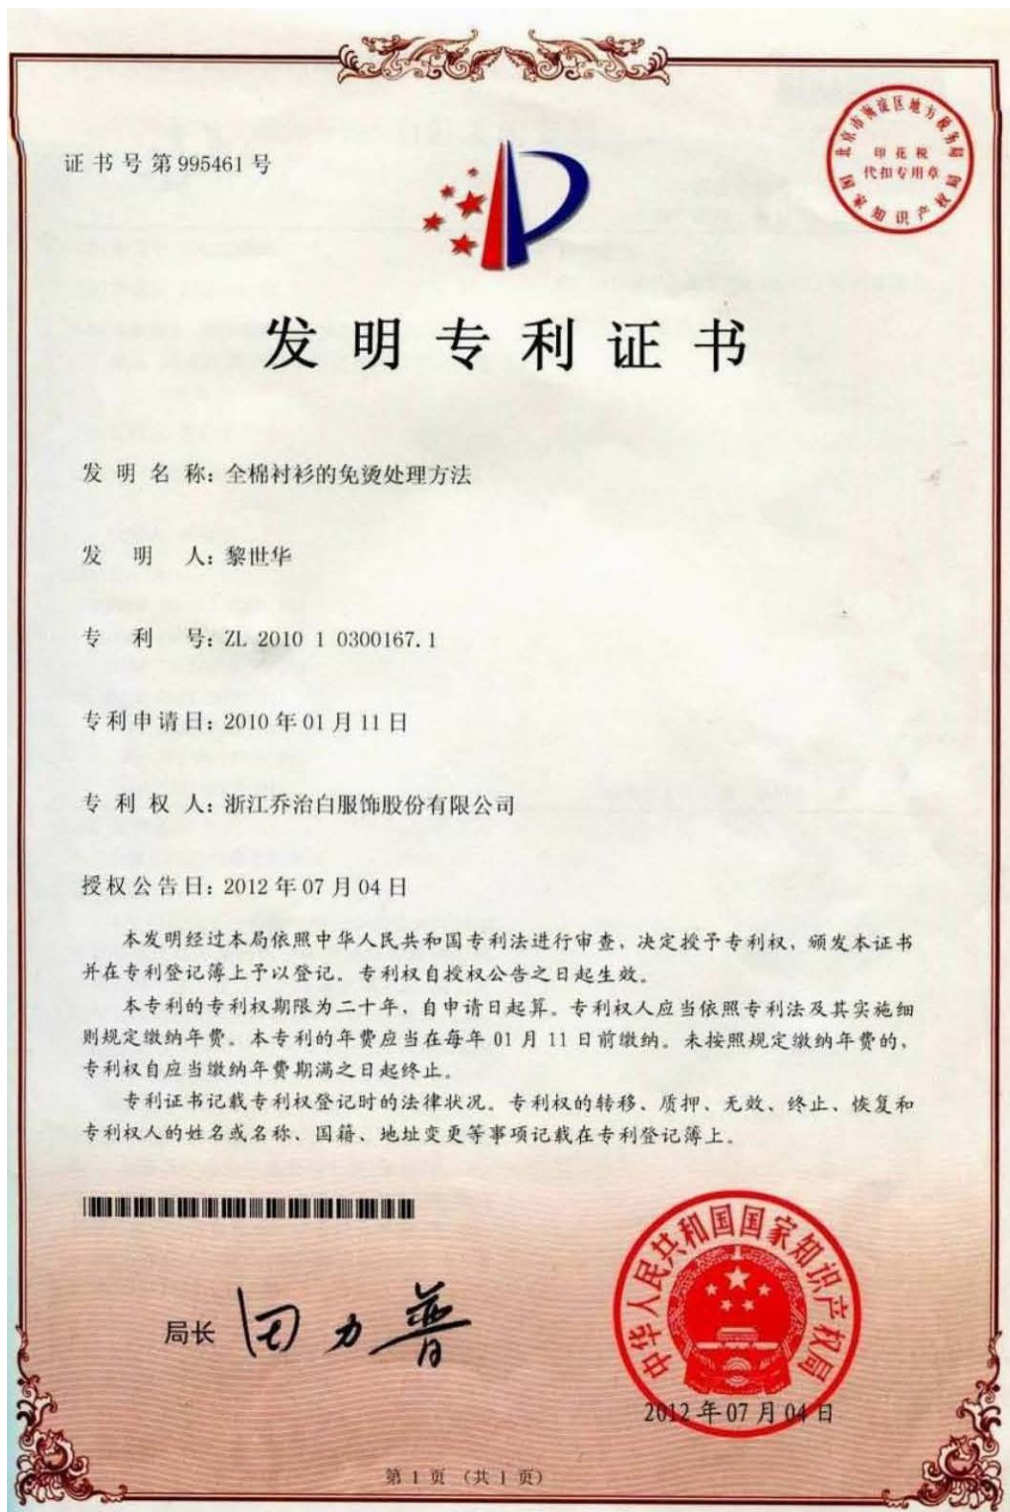 证书号第995461号
北京市海淀区地方税务局
印花税
代扣专用章
国家知识产权局
发明专利证书
发明名称：全棉衬衫的免烫处理方法
发明人：黎世华
专利号：ZL 2010 1 0300167.1
专利申请日：2010年01月11日
专利权人：浙江乔治白服饰股份有限公司
授权公告日：2012年07月04日
本发明经过本局依照中华人民共和国专利法进行审查，决定授予专利权，颁发本证书
并在专利登记簿上予以登记。专利权自授权公告之日起生效。
本专利的专利权期限为二十年，自申请日起算。专利权人应当依照专利法及其实施细
则规定缴纳年费。本专利的年费应当在每年01月11日前缴纳。未按照规定缴纳年费的，
专利权自应当缴纳年费期满之日起终止。
专利证书记载专利权登记时的法律状况。专利权的转移、质押、无效、终止、恢复和
专利权人的姓名或名称、国籍、地址变更等事项记载在专利登记簿上。
局长 田力普
中华人民共和国国家知识产权局
2012年07月04日
第1页（共1页）